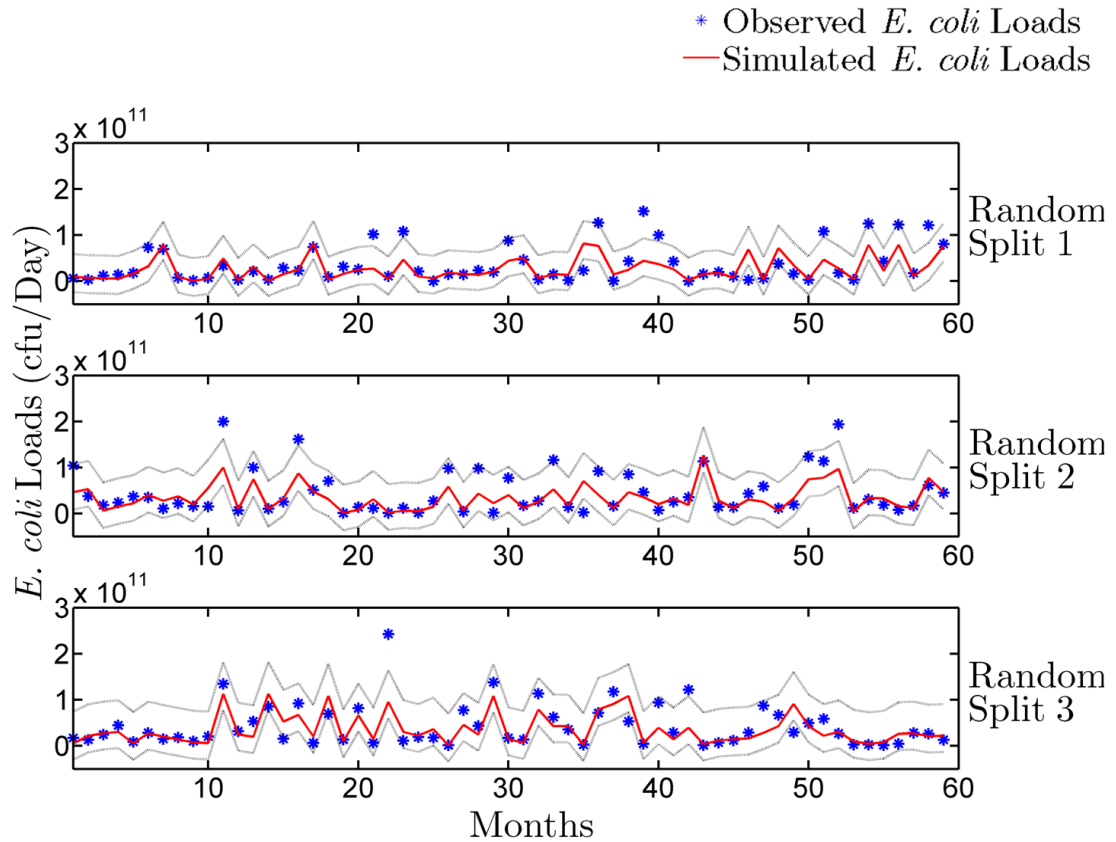 * Observed E. coli Loads
Simulated E. coli Loads
E. coli Loads (cfu/Day)
3 x 10^11
2
1
0
10 20 30 40 50 60
Random
Split 1
3 x 10^11
2
1
0
10 20 30 40 50 60
Random
Split 2
3 x 10^11
2
1
0
10 20 30 40 50 60
Random
Split 3
Months